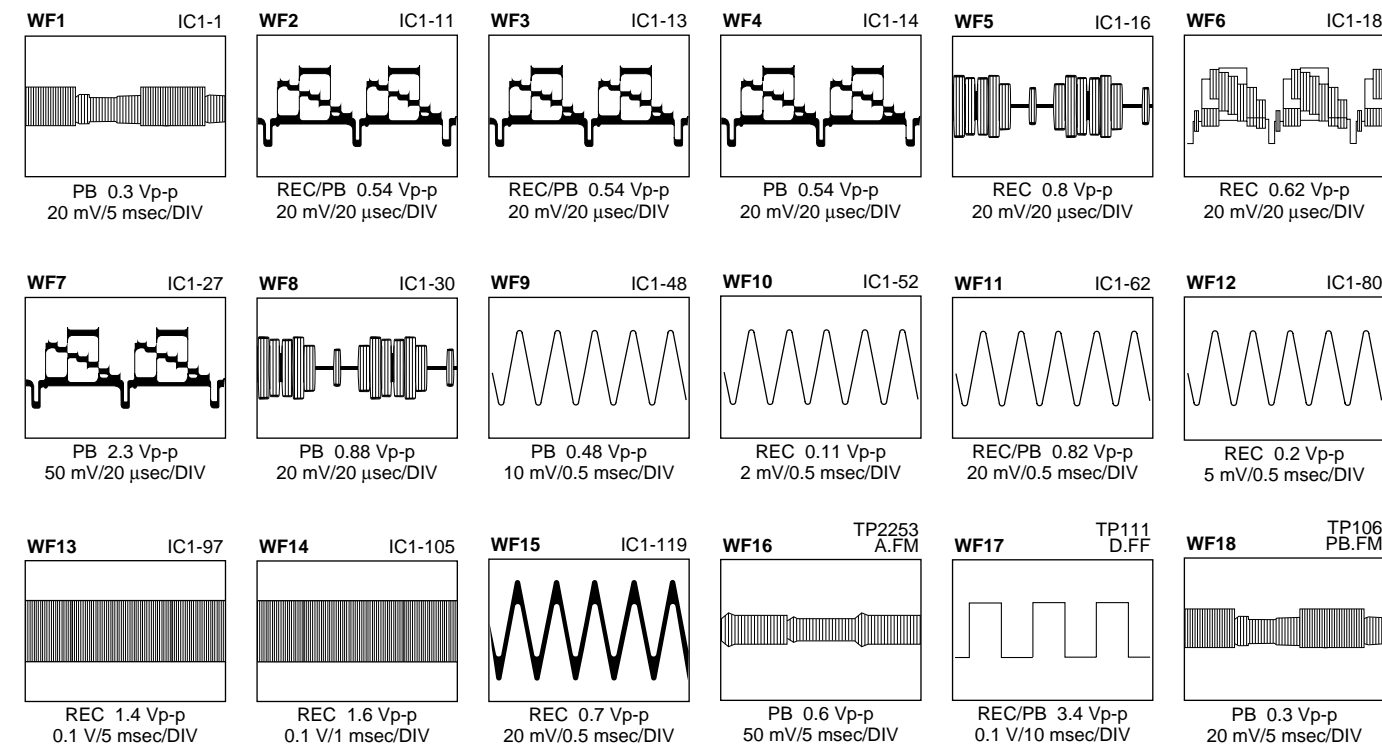 WF1 IC1-1
PB 0.3 Vp-p
20 mV/5 msec/DIV
WF2 IC1-11
REC/PB 0.54 Vp-p
20 mV/20 μsec/DIV
WF3 IC1-13
REC/PB 0.54 Vp-p
20 mV/20 μsec/DIV
WF4 IC1-14
PB 0.54 Vp-p
20 mV/20 μsec/DIV
WF5 IC1-16
REC 0.8 Vp-p
20 mV/20 μsec/DIV
WF6 IC1-18
REC 0.62 Vp-p
20 mV/20 μsec/DIV
WF7 IC1-27
PB 2.3 Vp-p
50 mV/20 μsec/DIV
WF8 IC1-30
PB 0.88 Vp-p
20 mV/20 μsec/DIV
WF9 IC1-48
PB 0.48 Vp-p
10 mV/0.5 msec/DIV
WF10 IC1-52
REC 0.11 Vp-p
2 mV/0.5 msec/DIV
WF11 IC1-62
REC/PB 0.82 Vp-p
20 mV/0.5 msec/DIV
WF12 IC1-80
REC 0.2 Vp-p
5 mV/0.5 msec/DIV
WF13 IC1-97
REC 1.4 Vp-p
0.1 V/5 msec/DIV
WF14 IC1-105
REC 1.6 Vp-p
0.1 V/1 msec/DIV
WF15 IC1-119
REC 0.7 Vp-p
20 mV/0.5 msec/DIV
TP2253
WF16 A.FM
PB 0.6 Vp-p
50 mV/5 msec/DIV
TP111
WF17 D.FF
REC/PB 3.4 Vp-p
0.1 V/10 msec/DIV
TP106
WF18 PB.FM
PB 0.3 Vp-p
20 mV/5 msec/DIV